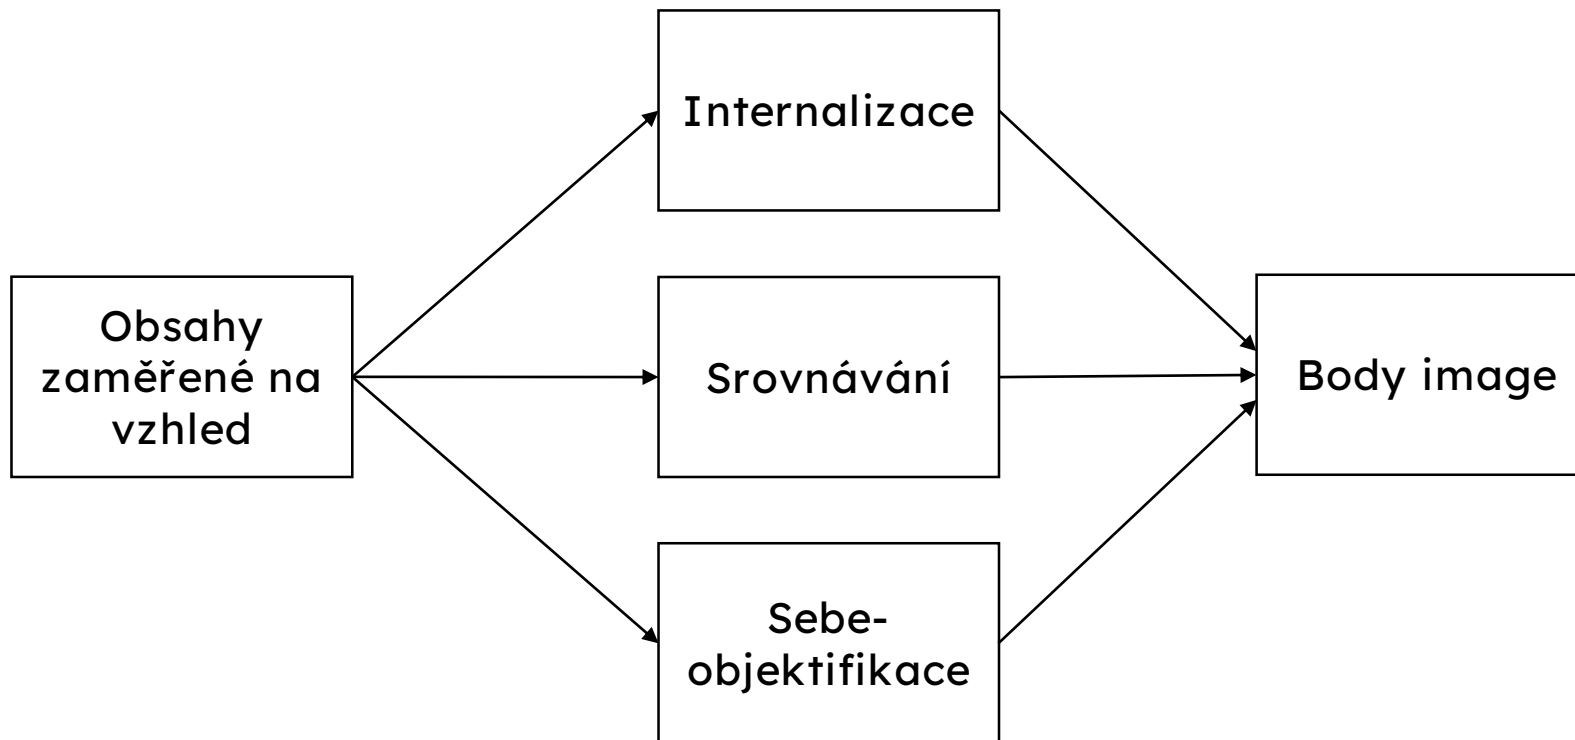 Internalizace
Obsahy
zaměřené na
vzhled
Srovnávání
Body image
Sebe-
objektifikace